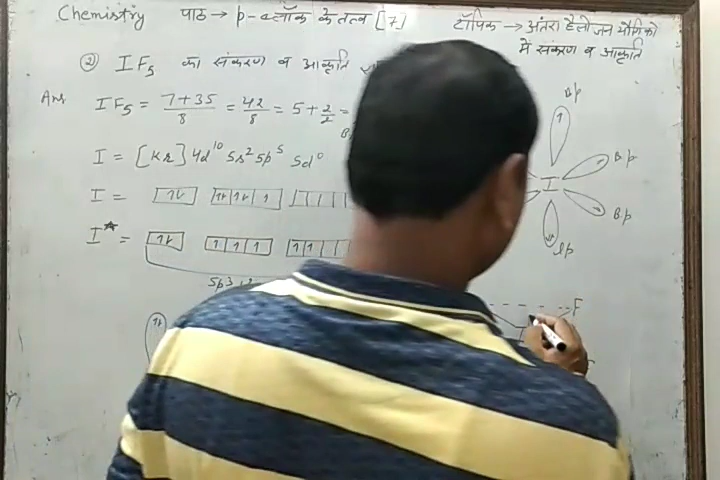 Chemistry पाठ → p-ब्लॉक के तत्व [7] टॉपिक → अंतरा हैलोजन यौगिको
में संकरण व आकृति
② IF5 का संकरण व आकृति
Ans IF5 = 7+35/8 = 42/8 = 5+2/2 =
I = [Kr] 4d¹⁰ 5s² 5p⁵ 5d⁰
I =
I* =
sp3
Bp
Bp
I
Bp
lp
F